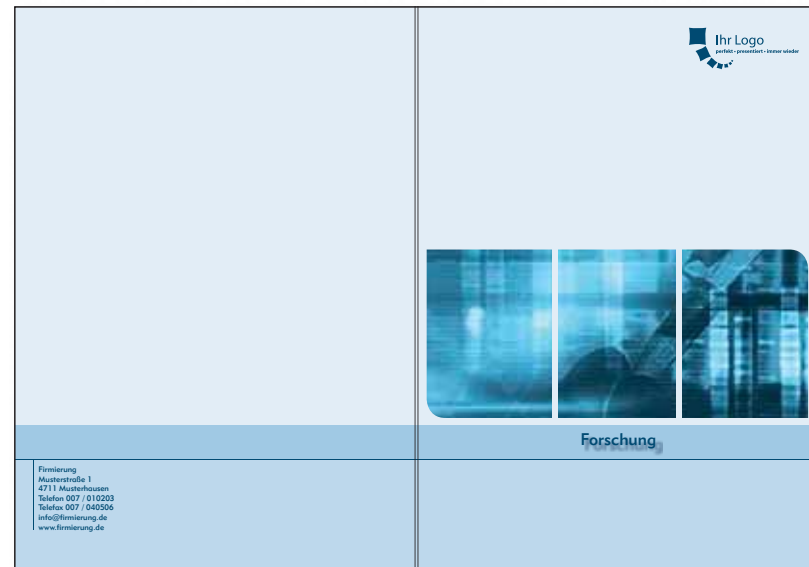 Ihr Logo
perfekt • presentiert • immer wieder
Forschung
Firmierung
Musterstraße 1
4711 Musterhausen
Telefon 007 / 010203
Telefax 007 / 040506
info@firmierung.de
www.firmierung.de